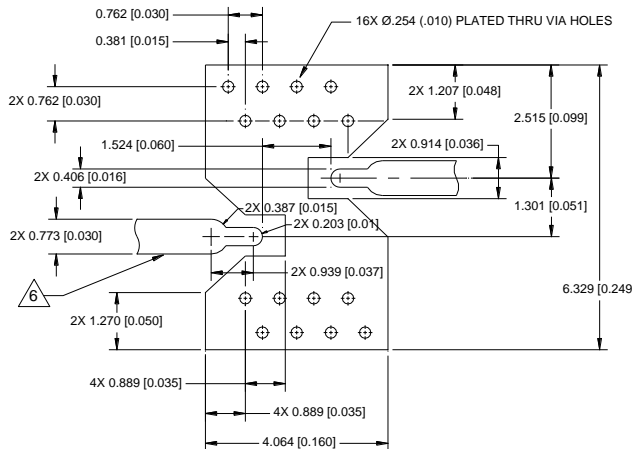 0.762 [0.030]
16X Ø.254 (.010) PLATED THRU VIA HOLES
0.381 [0.015]
2X 0.762 [0.030]
2X 1.207 [0.048]
2.515 [0.099]
1.524 [0.060]
2X 0.914 [0.036]
2X 0.406 [0.016]
2X 0.387 [0.015]
1.301 [0.051]
2X 0.203 [0.01]
2X 0.773 [0.030]
2X 0.939 [0.037]
6
6.329 [0.249
2X 1.270 [0.050]
4X 0.889 [0.035]
4X 0.889 [0.035]
4.064 [0.160]